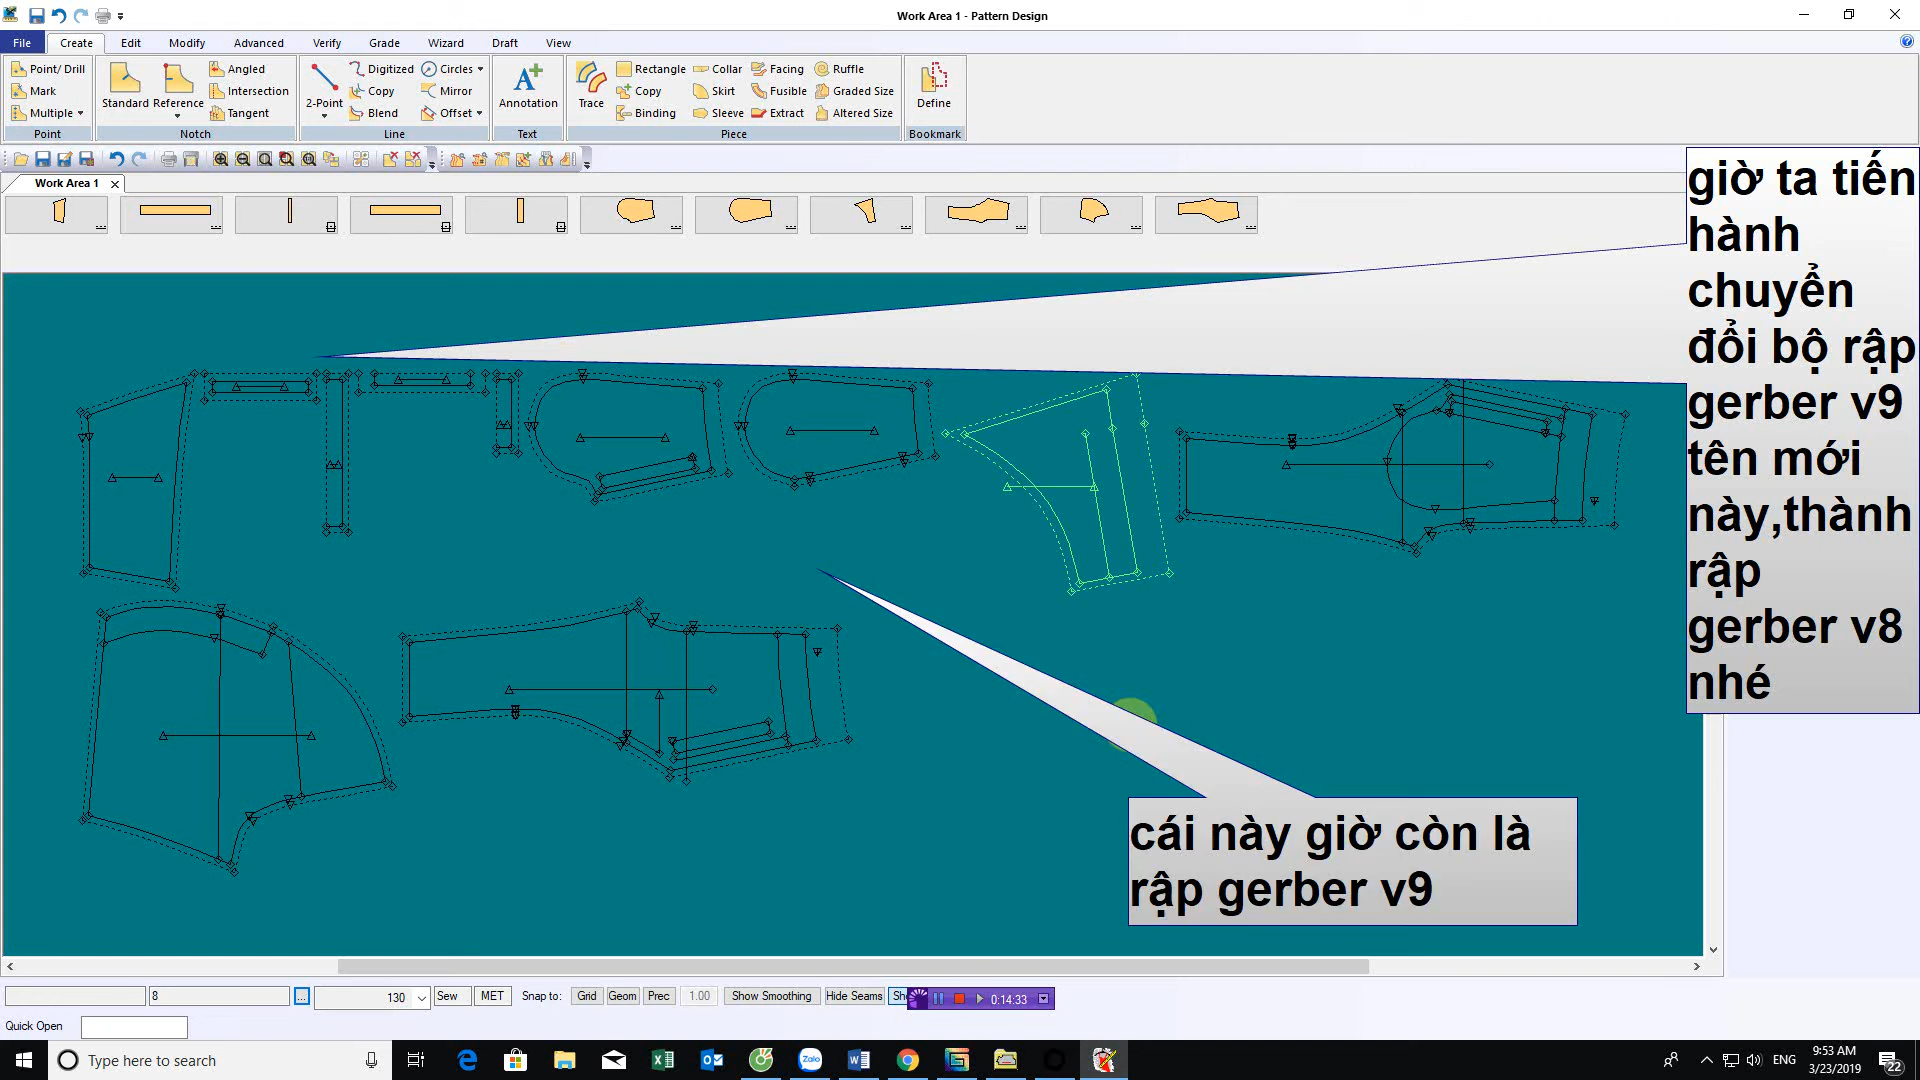 Work Area 1 - Pattern Design
File Create Edit Modify Advanced Verify Grade Wizard Draft View
Point/ Drill
Mark
Multiple
Point
Standard
Reference
Angled
Intersection
Tangent
Notch
2-Point
Digitized
Copy
Blend
Circles
Mirror
Offset
Line
Annotation
Text
Trace
Rectangle
Copy
Binding
Collar
Skirt
Sleeve
Facing
Fusible
Extract
Ruffle
Graded Size
Altered Size
Piece
Define
Bookmark
Work Area 1
giờ ta tiến
hành
chuyển
đổi bộ rập
gerber v9
tên mới
này,thành
rập
gerber v8
nhé
cái này giờ còn là
rập gerber v9
8 ... 130 Sew MET Snap to: Grid Geom Prec 1.00 Show Smoothing Hide Seams 0:14:33
Quick Open
Type here to search
Zalo
ENG
9:53 AM
3/23/2019
22